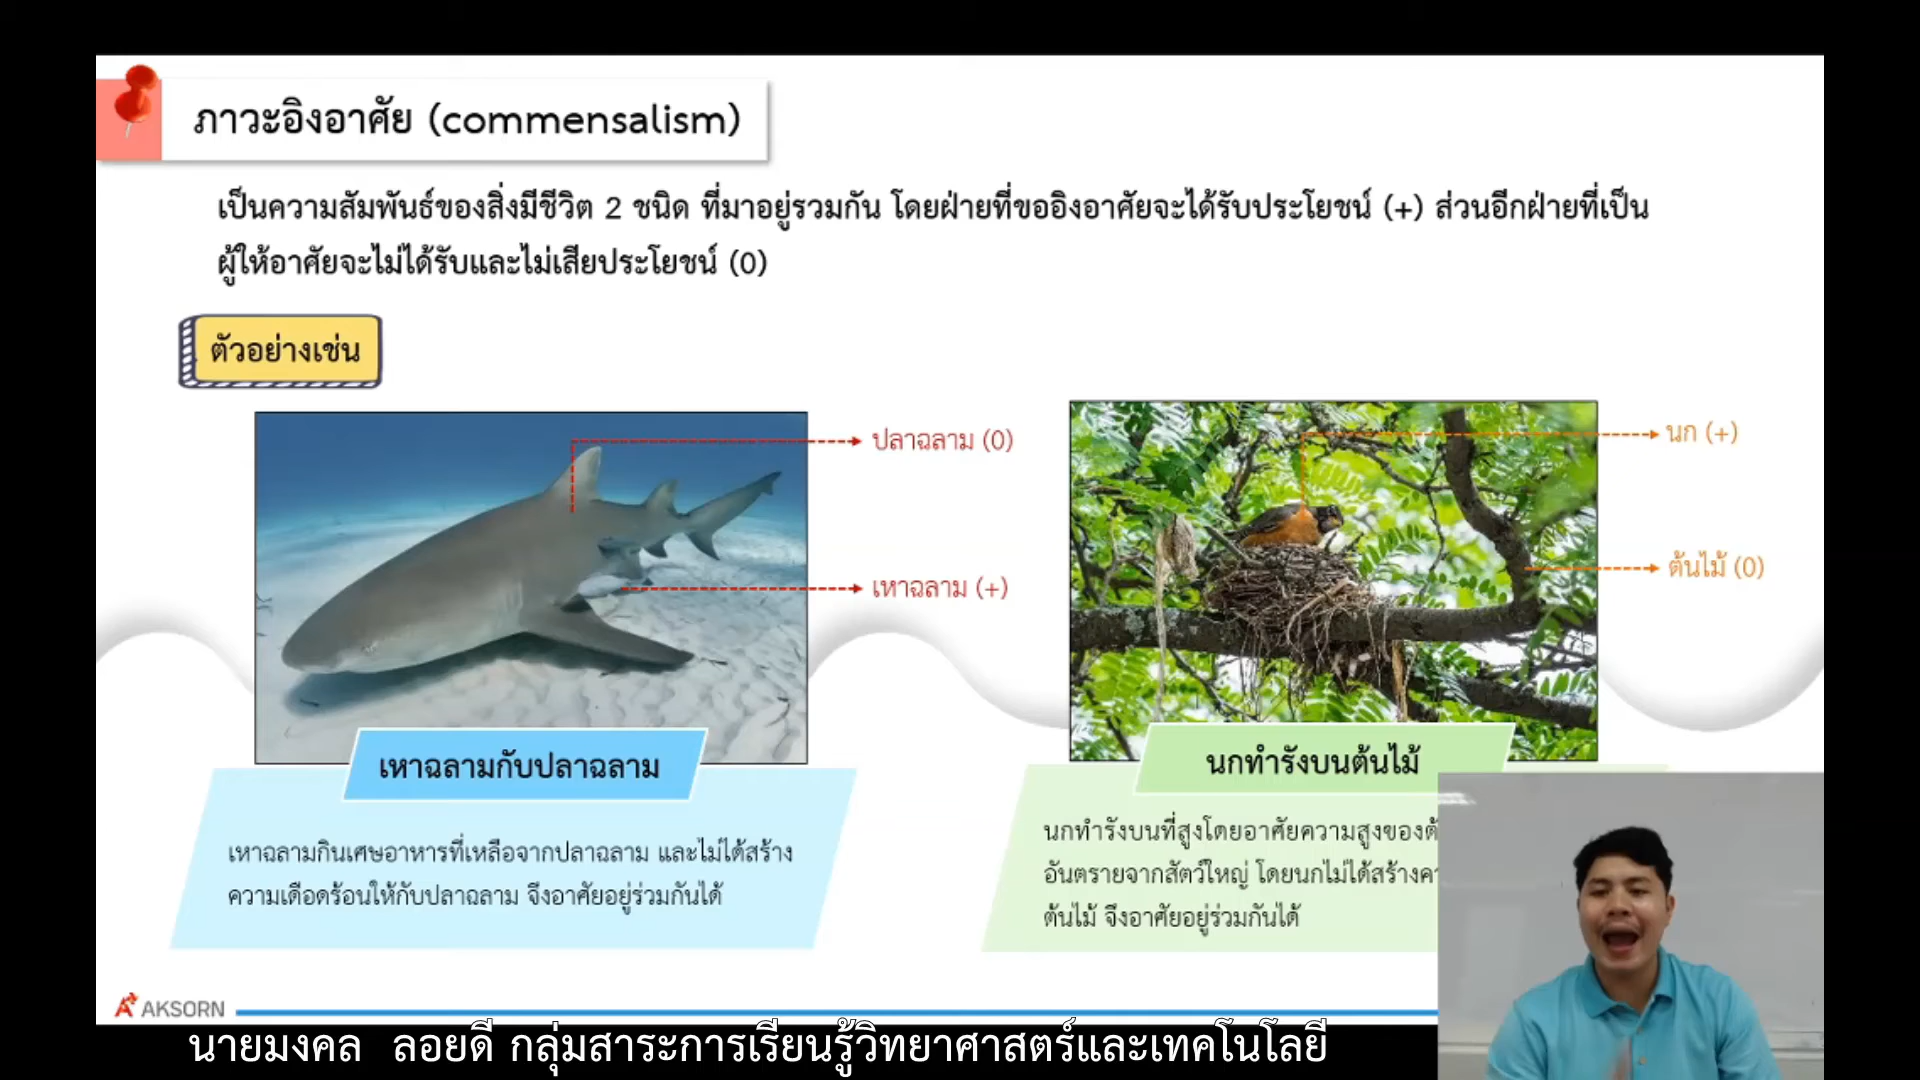 ภาวะอิงอาศัย (commensalism)
เป็นความสัมพันธ์ของสิ่งมีชีวิต 2 ชนิด ที่มาอยู่รวมกัน โดยฝ่ายที่ขออิงอาศัยจะได้รับประโยชน์ (+) ส่วนอีกฝ่ายที่เป็น
ผู้ให้อาศัยจะไม่ได้รับและไม่เสียประโยชน์ (0)
ตัวอย่างเช่น
ปลาฉลาม (0)
เหาฉลาม (+)
เหาฉลามกับปลาฉลาม
เหาฉลามกินเศษอาหารที่เหลือจากปลาฉลาม และไม่ได้สร้าง
ความเดือดร้อนให้กับปลาฉลาม จึงอาศัยอยู่ร่วมกันได้
นก (+)
ต้นไม้ (0)
นกทำรังบนต้นไม้
นกทำรังบนที่สูงโดยอาศัยความสูงของ
อันตรายจากสัตว์ใหญ่ โดยนกไม่ได้สร้าง
ต้นไม้ จึงอาศัยอยู่ร่วมกันได้
AKSORN
นายมงคล ลอยดี กลุ่มสาระการเรียนรู้วิทยาศาสตร์และเทคโนโลยี